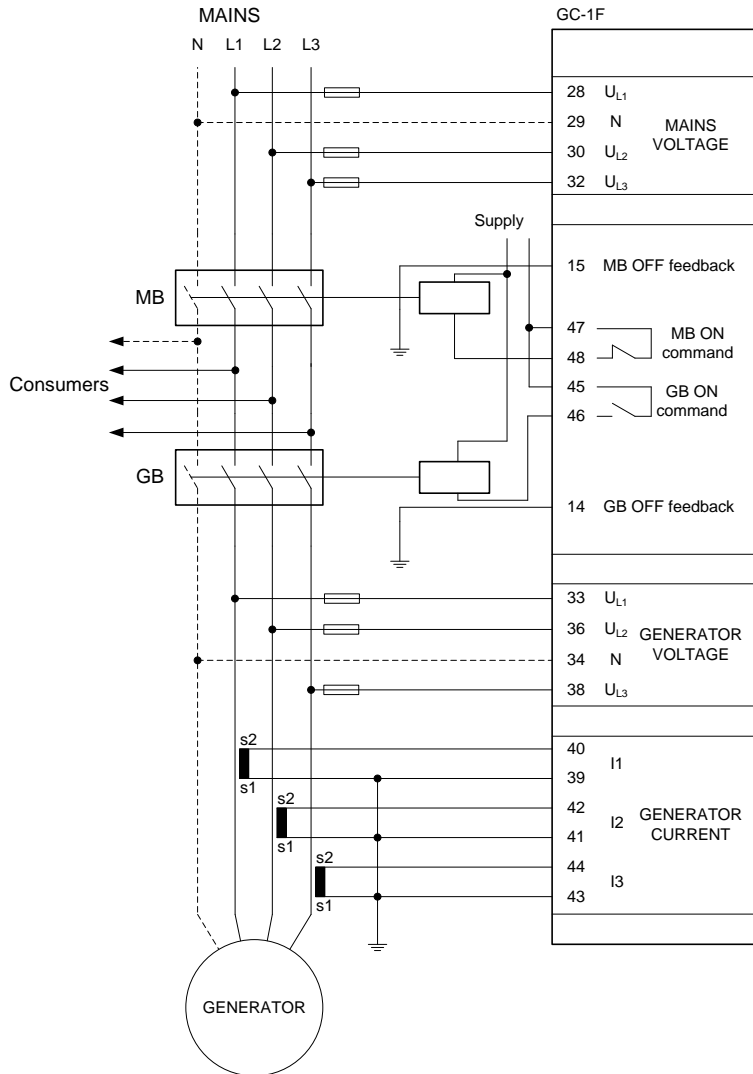 MAINS
GC-1F
N L1 L2 L3
28 UL1
29 N
MAINS
VOLTAGE
30 UL2
32 UL3
Supply
15 MB OFF feedback
MB
47
MB ON
command
48
Consumers
45
GB ON
command
46
GB
14 GB OFF feedback
33 UL1
36 UL2
GENERATOR
VOLTAGE
34 N
38 UL3
s2
40
I1
s1
39
s2
42
I2
GENERATOR
CURRENT
s1
41
s2
44
I3
s1
43
GENERATOR